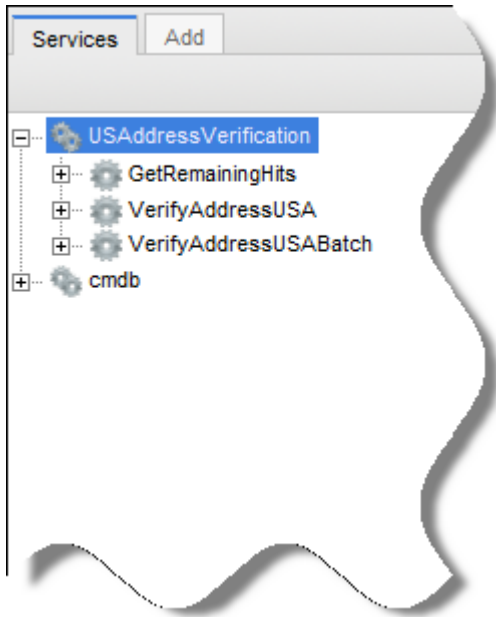 Services Add
USAddressVerification
GetRemainingHits
VerifyAddressUSA
VerifyAddressUSABatch
cmdb